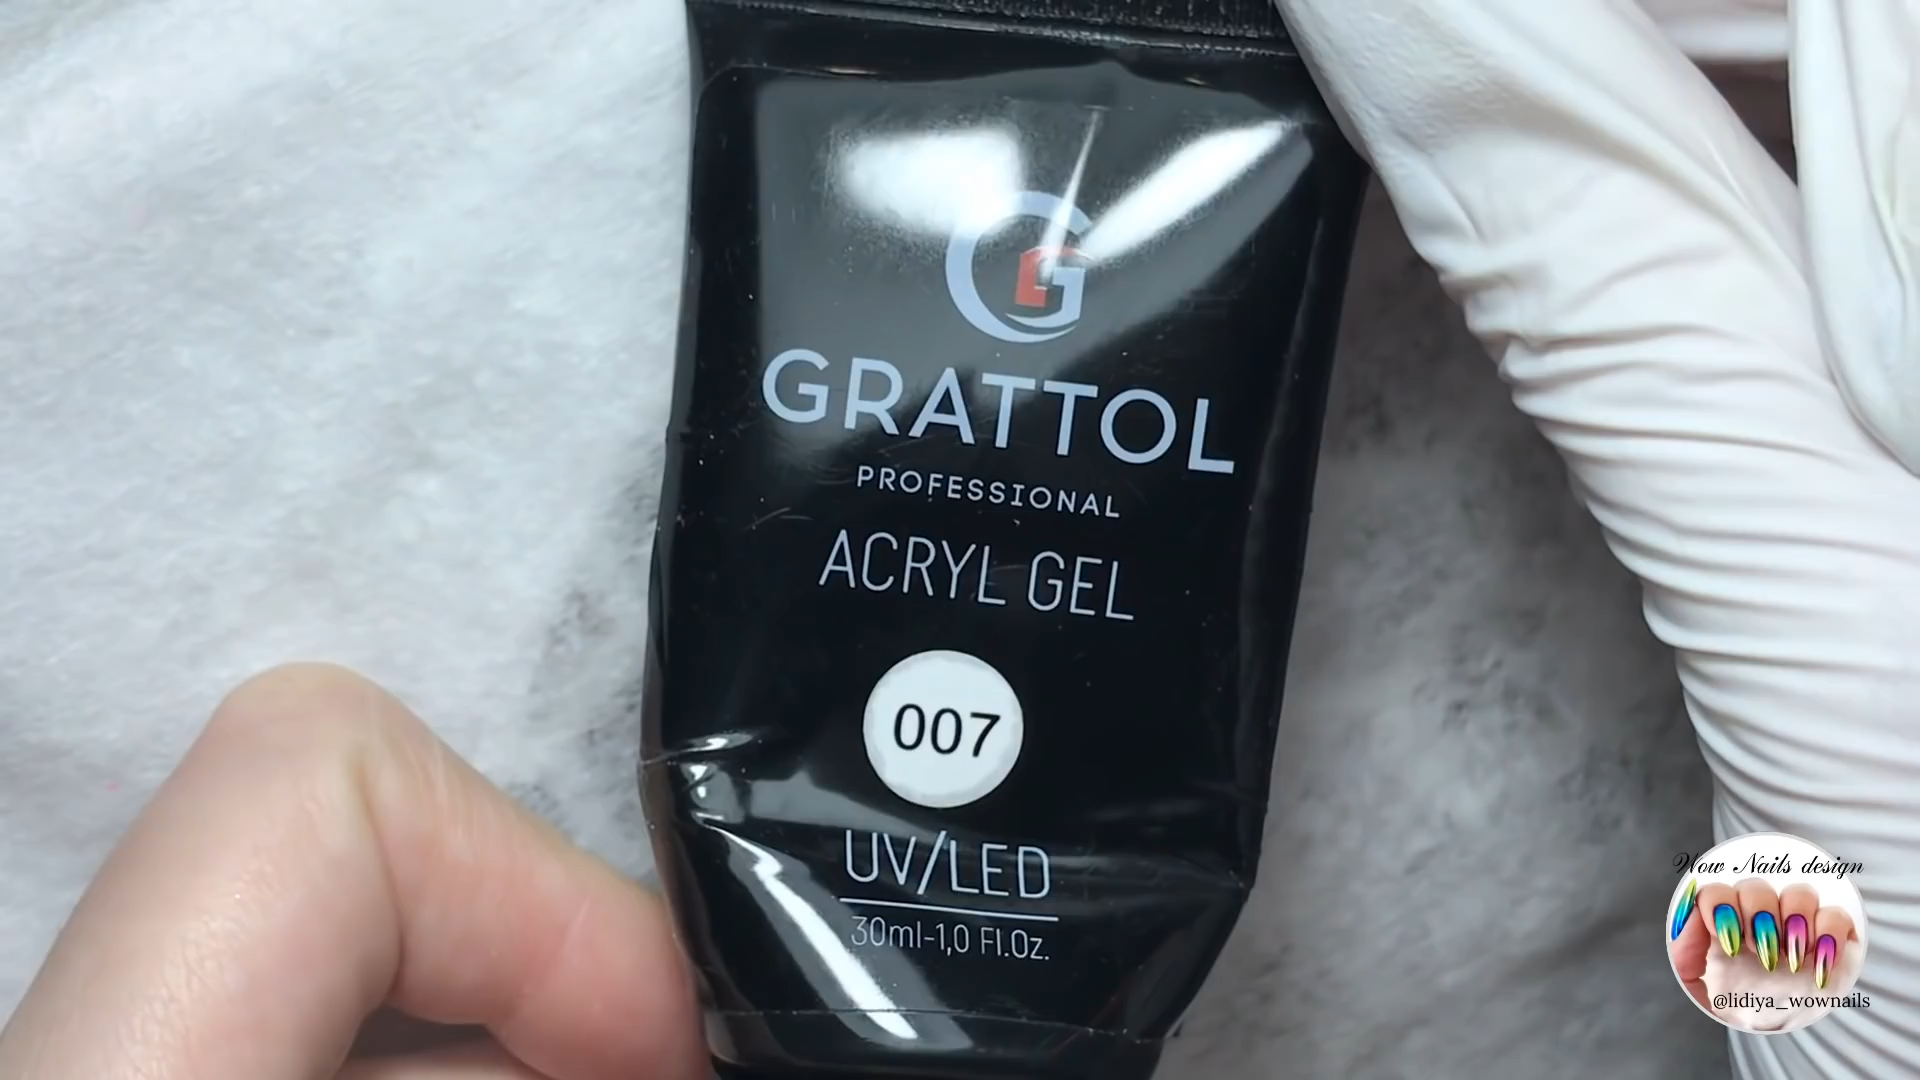 GRATTOL
PROFESSIONAL
ACRYL GEL
007
UV/LED
30ml-1,0 Fl.Oz.
Wow Nails design
@lidiya_wownails